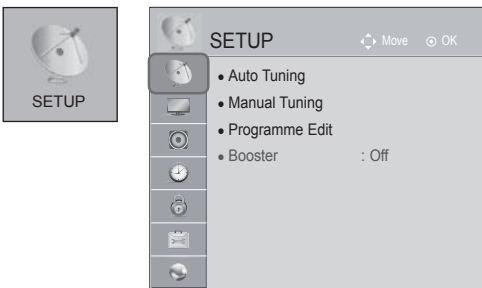 SETUP
SETUP Move OK
• Auto Tuning
• Manual Tuning
• Programme Edit
• Booster : Off